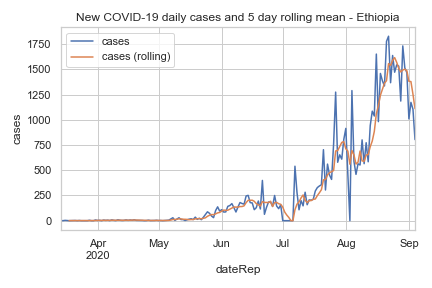 New COVID-19 daily cases and 5 day rolling mean - Ethiopia
cases
cases (rolling)
1750
1500
1250
1000
750
500
250
0
cases
Apr
2020
May
Jun
Jul
Aug
Sep
dateRep